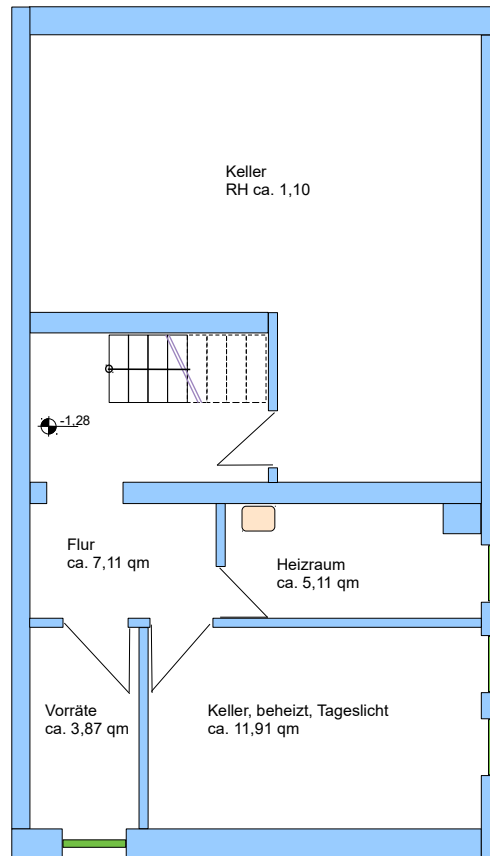 Keller
RH ca. 1,10
-1,28
Flur
ca. 7,11 qm
Heizraum
ca. 5,11 qm
Vorräte
ca. 3,87 qm
Keller, beheizt, Tageslicht
ca. 11,91 qm